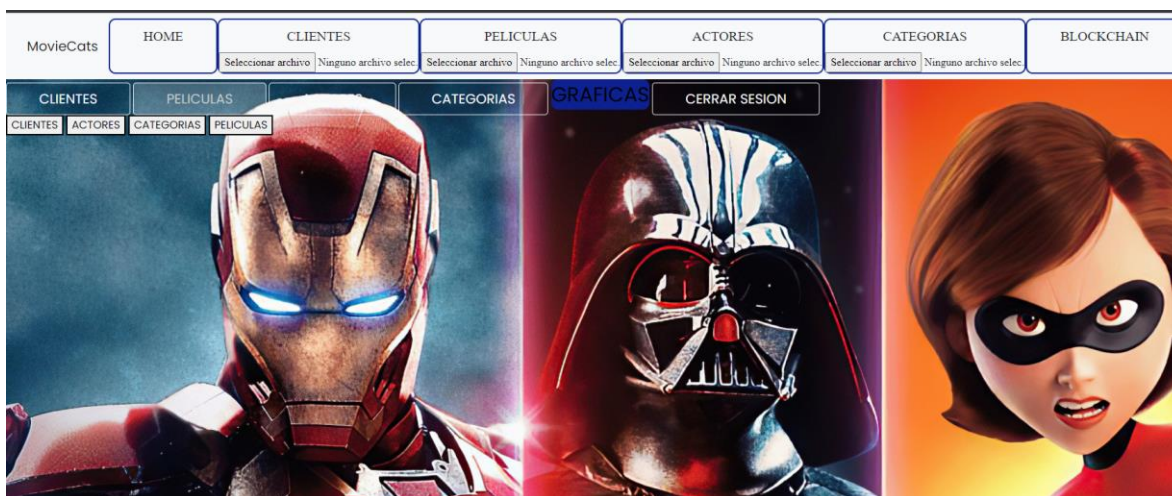 MovieCats
HOME CLIENTES PELICULAS ACTORES CATEGORIAS BLOCKCHAIN
Seleccionar archivo Ninguno archivo selec. Seleccionar archivo Ninguno archivo selec. Seleccionar archivo Ninguno archivo selec. Seleccionar archivo Ninguno archivo selec.
CLIENTES PELICULAS CATEGORIAS GRAFICAS CERRAR SESION
CLIENTES ACTORES CATEGORIAS PELICULAS